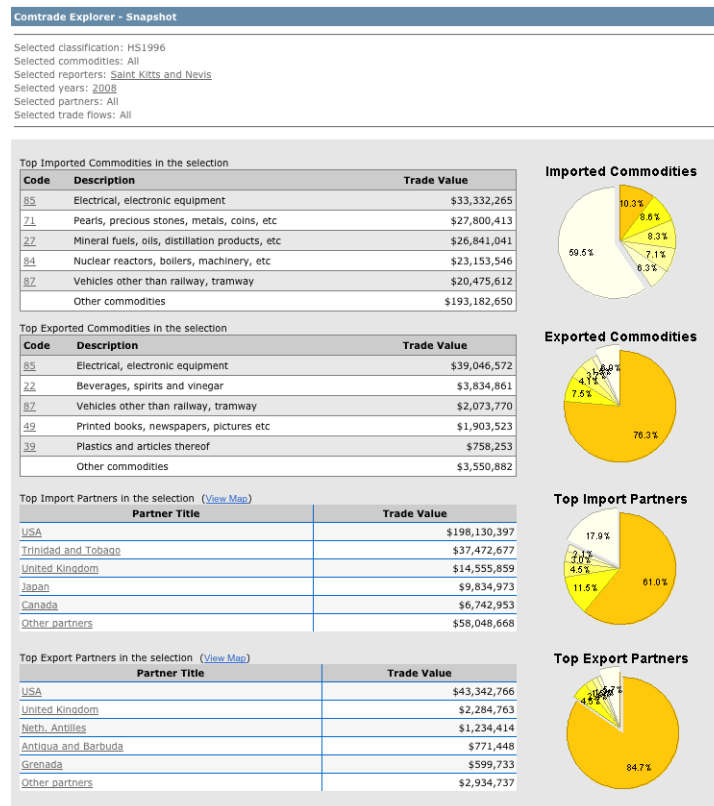 Comtrade Explorer - Snapshot
Selected classification: HS1996
Selected commodities: All
Selected reporters: Saint Kitts and Nevis
Selected years: 2008
Selected partners: All
Selected trade flows: All
Top Imported Commodities in the selection
Code Description Trade Value
85 Electrical, electronic equipment $33,332,265
71 Pearls, precious stones, metals, coins, etc $27,800,413
27 Mineral fuels, oils, distillation products, etc $26,841,041
84 Nuclear reactors, boilers, machinery, etc $23,153,546
87 Vehicles other than railway, tramway $20,475,612
Other commodities $193,182,650
Imported Commodities
10.3%
8.6%
8.3%
7.1%
6.3%
59.5%
Top Exported Commodities in the selection
Code Description Trade Value
85 Electrical, electronic equipment $39,046,572
22 Beverages, spirits and vinegar $3,834,861
87 Vehicles other than railway, tramway $2,073,770
49 Printed books, newspapers, pictures etc $1,903,523
39 Plastics and articles thereof $758,253
Other commodities $3,550,882
Exported Commodities
4.1%
7.5%
76.3%
Top Import Partners in the selection (View Map)
Partner Title Trade Value
USA $198,130,397
Trinidad and Tobago $37,472,677
United Kingdom $14,555,859
Japan $9,834,973
Canada $6,742,953
Other partners $58,048,668
Top Import Partners
17.9%
2.1%
3.0%
4.5%
11.5%
61.0%
Top Export Partners in the selection (View Map)
Partner Title Trade Value
USA $43,342,766
United Kingdom $2,284,763
Neth. Antilles $1,234,414
Antigua and Barbuda $771,448
Grenada $599,733
Other partners $2,934,737
Top Export Partners
4.5%
84.7%